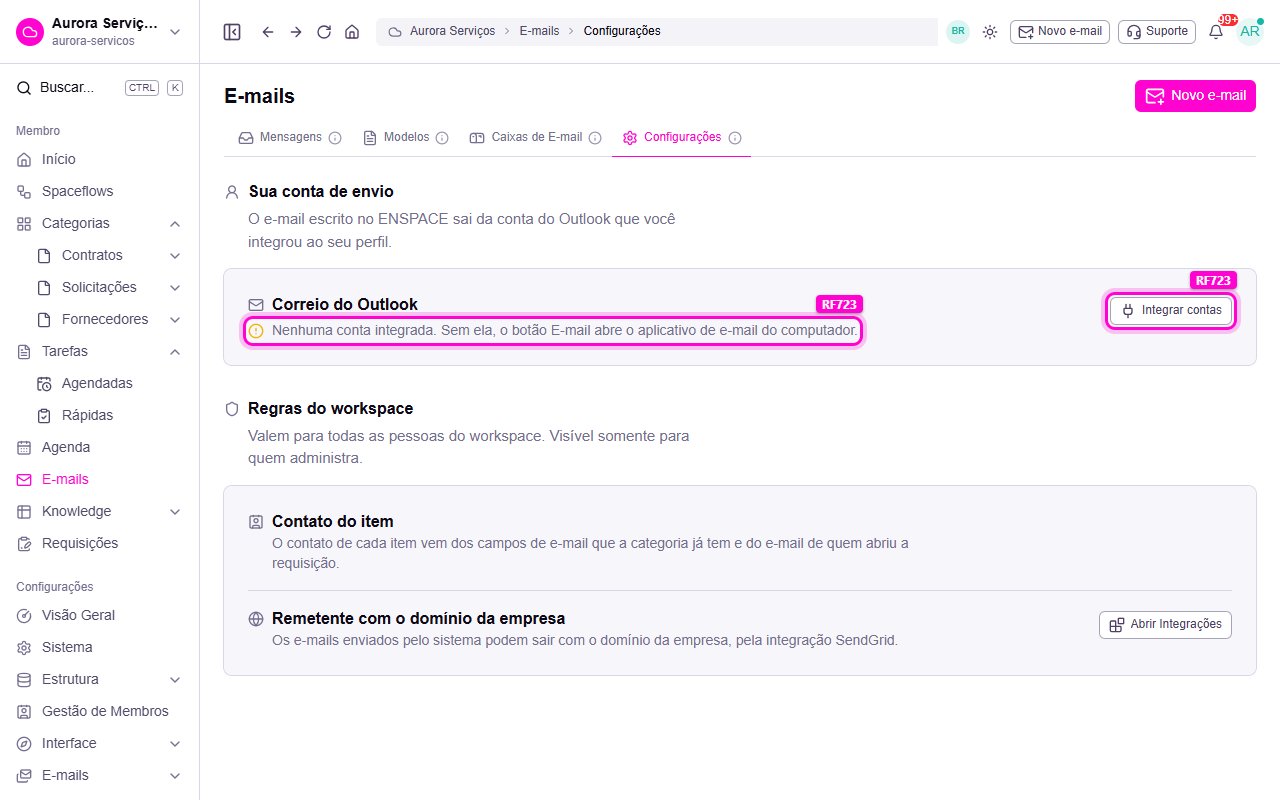 Aurora Serviç...
aurora-servicos
Aurora Serviços > E-mails > Configurações
BR
Novo e-mail
Suporte
99+
AR
Buscar...
CTRL
K
Membro
Início
Spaceflows
Categorias
Contratos
Solicitações
Fornecedores
Tarefas
Agendadas
Rápidas
Agenda
E-mails
Knowledge
Requisições
Configurações
Visão Geral
Sistema
Estrutura
Gestão de Membros
Interface
E-mails
E-mails
Novo e-mail
Mensagens
Modelos
Caixas de E-mail
Configurações
Sua conta de envio
O e-mail escrito no ENSPACE sai da conta do Outlook que você
integrou ao seu perfil.
Correio do Outlook
RF723
Nenhuma conta integrada. Sem ela, o botão E-mail abre o aplicativo de e-mail do computador.
RF723
Integrar contas
Regras do workspace
Valem para todas as pessoas do workspace. Visível somente para
quem administra.
Contato do item
O contato de cada item vem dos campos de e-mail que a categoria já tem e do e-mail de quem abriu a
requisição.
Remetente com o domínio da empresa
Os e-mails enviados pelo sistema podem sair com o domínio da empresa, pela integração SendGrid.
Abrir Integrações